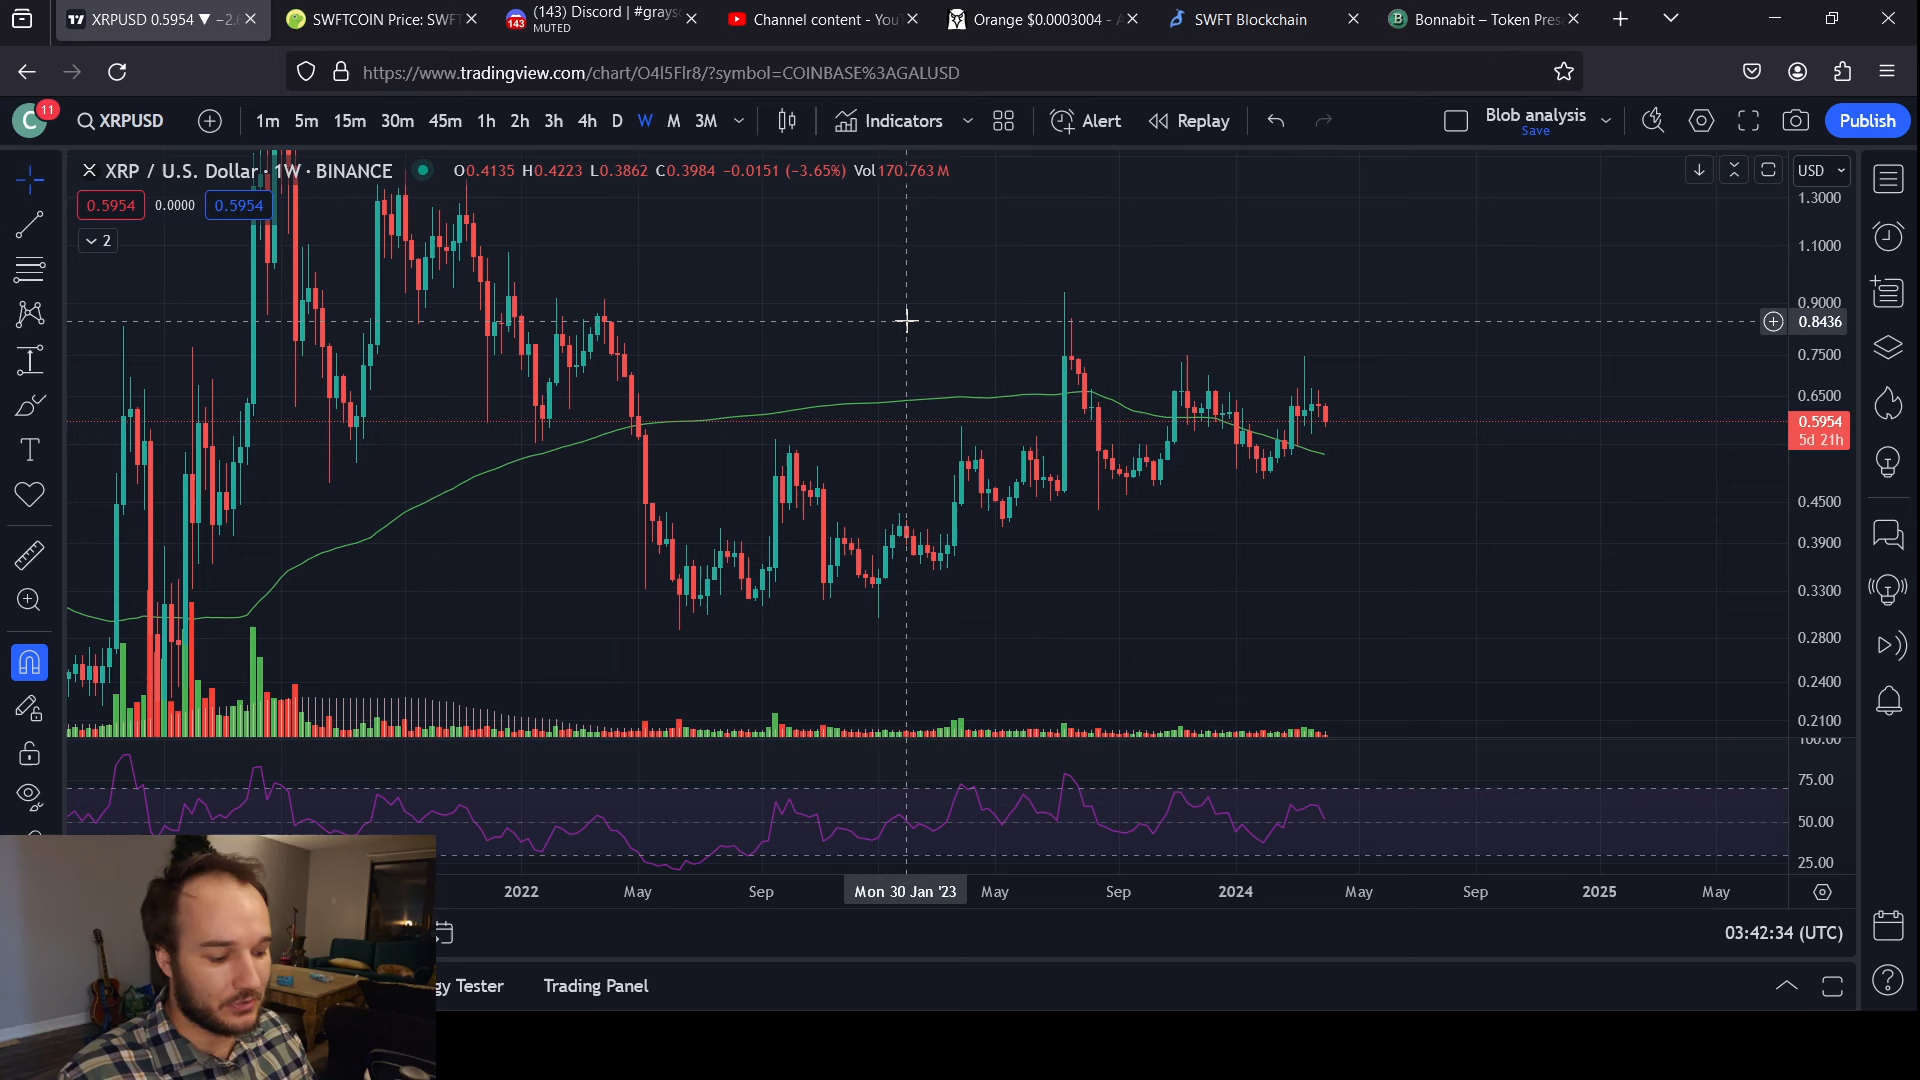 XRPUSD 0.5954 ▼ −2.
SWFTCOIN Price: SWFT
(143) Discord | #grays
MUTED
Channel content - YouT
Orange $0.0003004 -
SWFT Blockchain
Bonnabit – Token Pres
https://www.tradingview.com/chart/O4l5Flr8/?symbol=COINBASE%3AGALUSD
C 11
XRPUSD
1m 5m 15m 30m 45m 1h 2h 3h 4h D W M 3M
Indicators
Alert
Replay
Blob analysis
Save
Publish
XRP / U.S. Dollar · 1W · BINANCE
O0.4135 H0.4223 L0.3862 C0.3984 −0.0151 (−3.65%) Vol170.763 M
USD
0.5954 0.0000 0.5954
2
1.3000
1.1000
0.9000
0.8436
0.7500
0.6500
0.5954
5d 21h
0.4500
0.3900
0.3300
0.2800
0.2400
0.2100
100.00
75.00
50.00
25.00
2022 May Sep Mon 30 Jan '23 May Sep 2024 May Sep 2025 May
03:42:34 (UTC)
gy Tester
Trading Panel